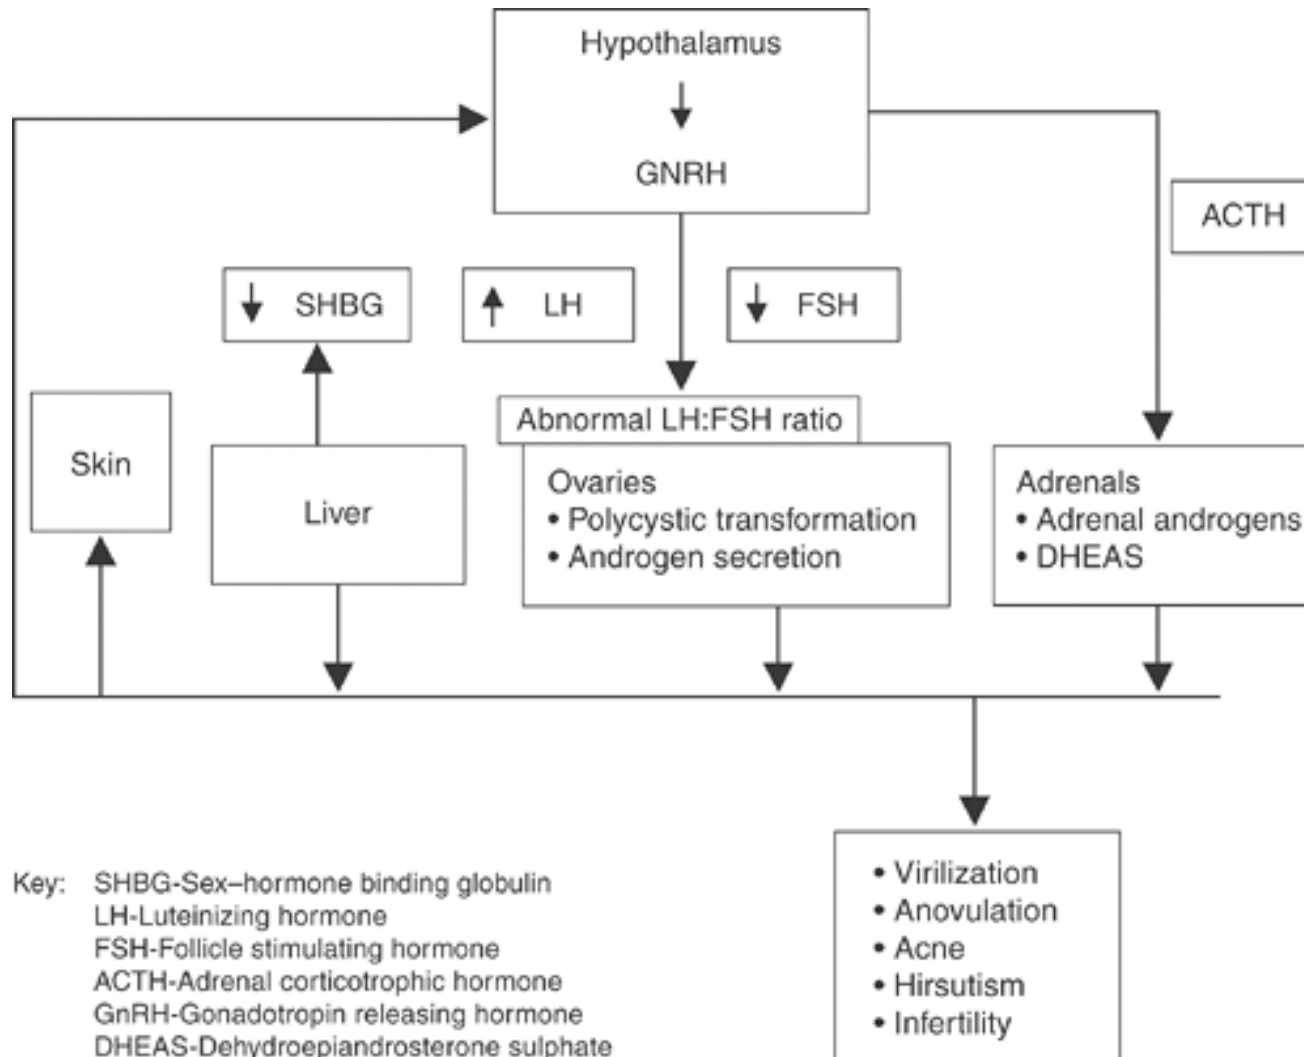 Hypothalamus
GNRH
ACTH
SHBG
LH
FSH
Abnormal LH:FSH ratio
Skin
Liver
Ovaries
• Polycystic transformation
• Androgen secretion
Adrenals
• Adrenal androgens
• DHEAS
• Virilization
• Anovulation
• Acne
• Hirsutism
• Infertility
Key: SHBG-Sex–hormone binding globulin
LH-Luteinizing hormone
FSH-Follicle stimulating hormone
ACTH-Adrenal corticotrophic hormone
GnRH-Gonadotropin releasing hormone
DHEAS-Dehydroepiandrosterone sulphate